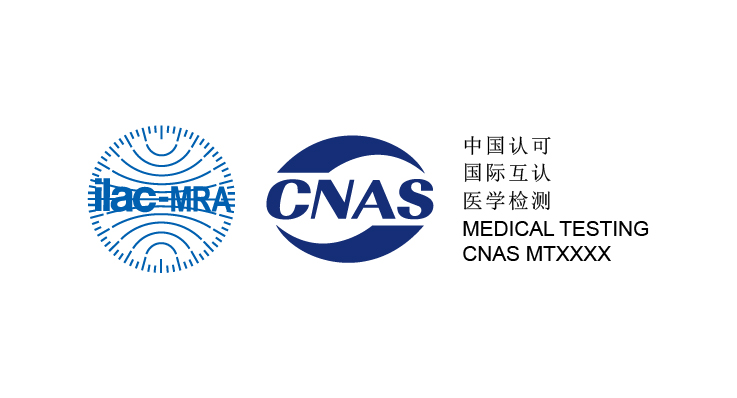 ilac-MRA
CNAS
中国认可
国际互认
医学检测
MEDICAL TESTING
CNAS MTXXXX